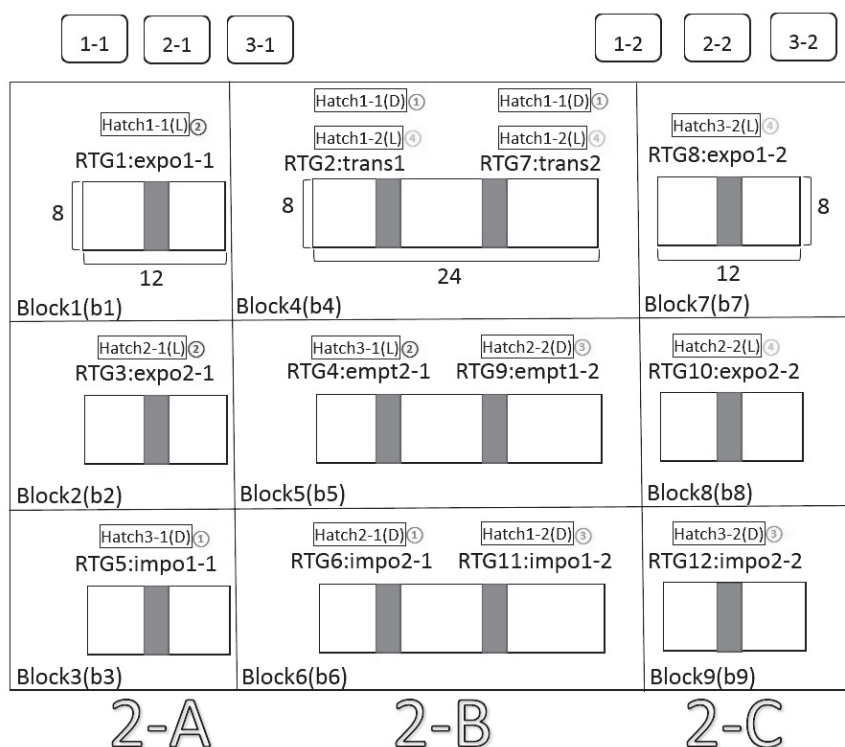 1-1 2-1 3-1 1-2 2-2 3-2
Hatch1-1(L)②
RTG1:expo1-1
8
12
Block1(b1)
Hatch1-1(D)① Hatch1-1(D)①
Hatch1-2(L)④ Hatch1-2(L)④
RTG2:trans1 RTG7:trans2
8
24
Block4(b4)
Hatch3-2(L)④
RTG8:expo1-2
8
12
Block7(b7)
Hatch2-1(L)②
RTG3:expo2-1
Block2(b2)
Hatch3-1(L)② Hatch2-2(D)③
RTG4:empt2-1 RTG9:empt1-2
Block5(b5)
Hatch2-2(L)④
RTG10:expo2-2
Block8(b8)
Hatch3-1(D)①
RTG5:impo1-1
Block3(b3)
Hatch2-1(D)① Hatch1-2(D)③
RTG6:impo2-1 RTG11:impo1-2
Block6(b6)
Hatch3-2(D)③
RTG12:impo2-2
Block9(b9)
2-A 2-B 2-C